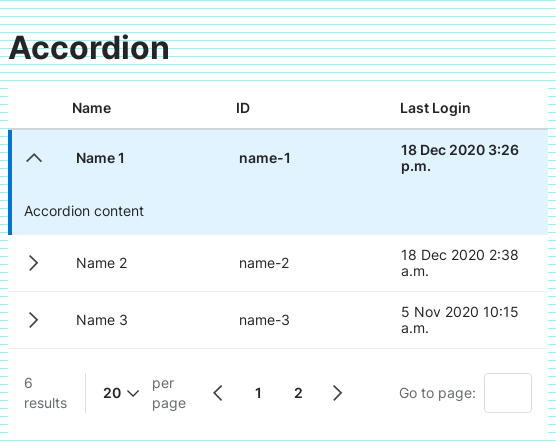 Accordion
Name ID Last Login
Name 1 name-1 18 Dec 2020 3:26
p.m.
Accordion content
Name 2 name-2 18 Dec 2020 2:38
a.m.
Name 3 name-3 5 Nov 2020 10:15
a.m.
6
results
20
per
page
1 2
Go to page: